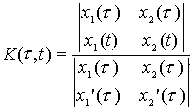 K(τ,t) = 
|x₁(τ) x₂(τ)|
|x₁(t) x₂(t)|
―――――――――
|x₁(τ) x₂(τ)|
|x₁'(τ) x₂'(τ)|